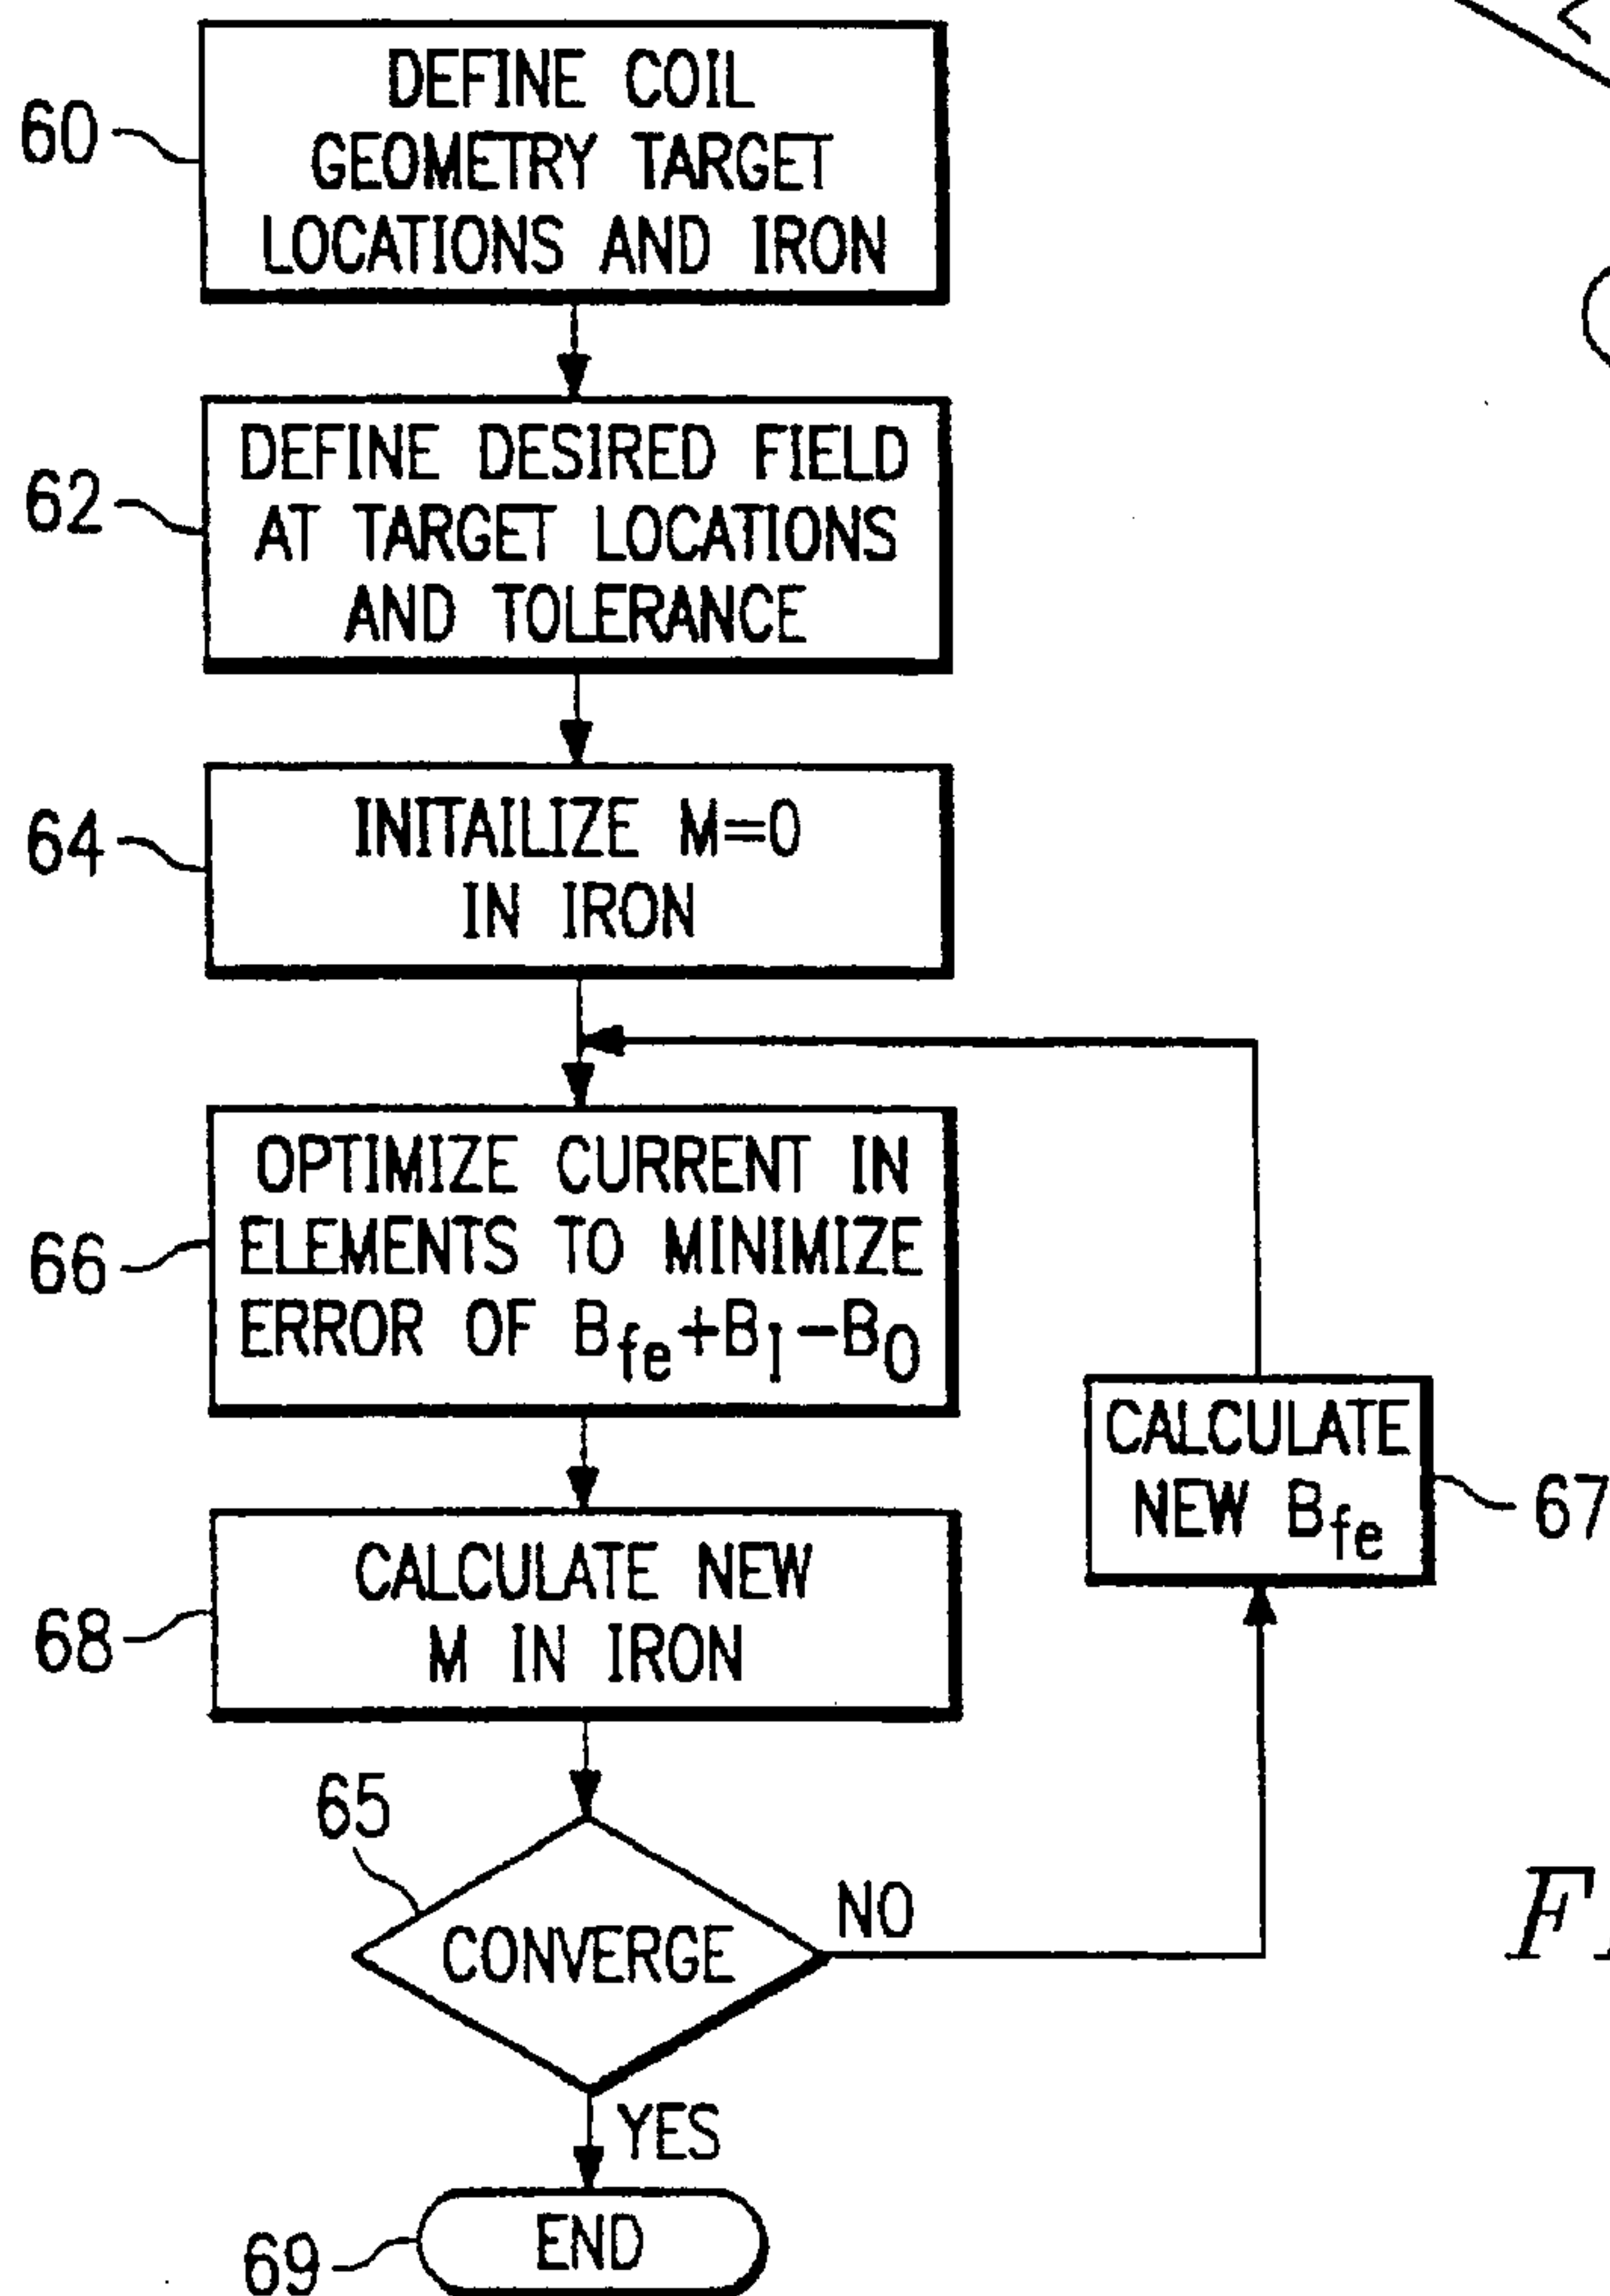 60
DEFINE COIL
GEOMETRY TARGET
LOCATIONS AND IRON
62
DEFINE DESIRED FIELD
AT TARGET LOCATIONS
AND TOLERANCE
64
INITAILIZE M=0
IN IRON
66
OPTIMIZE CURRENT IN
ELEMENTS TO MINIMIZE
ERROR OF Bfe+BI-BO
CALCULATE
NEW Bfe
67
68
CALCULATE NEW
M IN IRON
65
CONVERGE
NO
YES
69
END